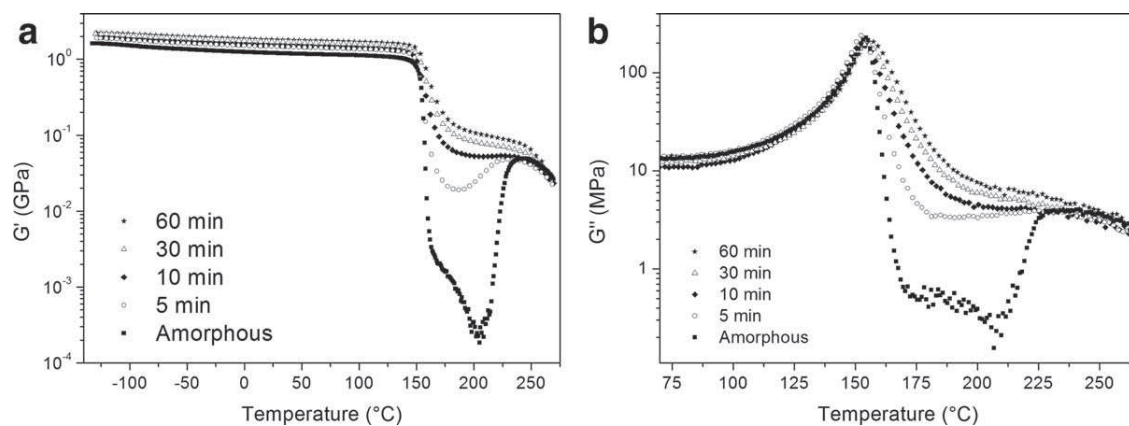 a
G' (GPa)
10^0
10^-1
10^-2
10^-3
10^-4
60 min
30 min
10 min
5 min
Amorphous
-100 -50 0 50 100 150 200 250
Temperature (°C)
b
G" (MPa)
100
10
1
60 min
30 min
10 min
5 min
Amorphous
75 100 125 150 175 200 225 250
Temperature (°C)